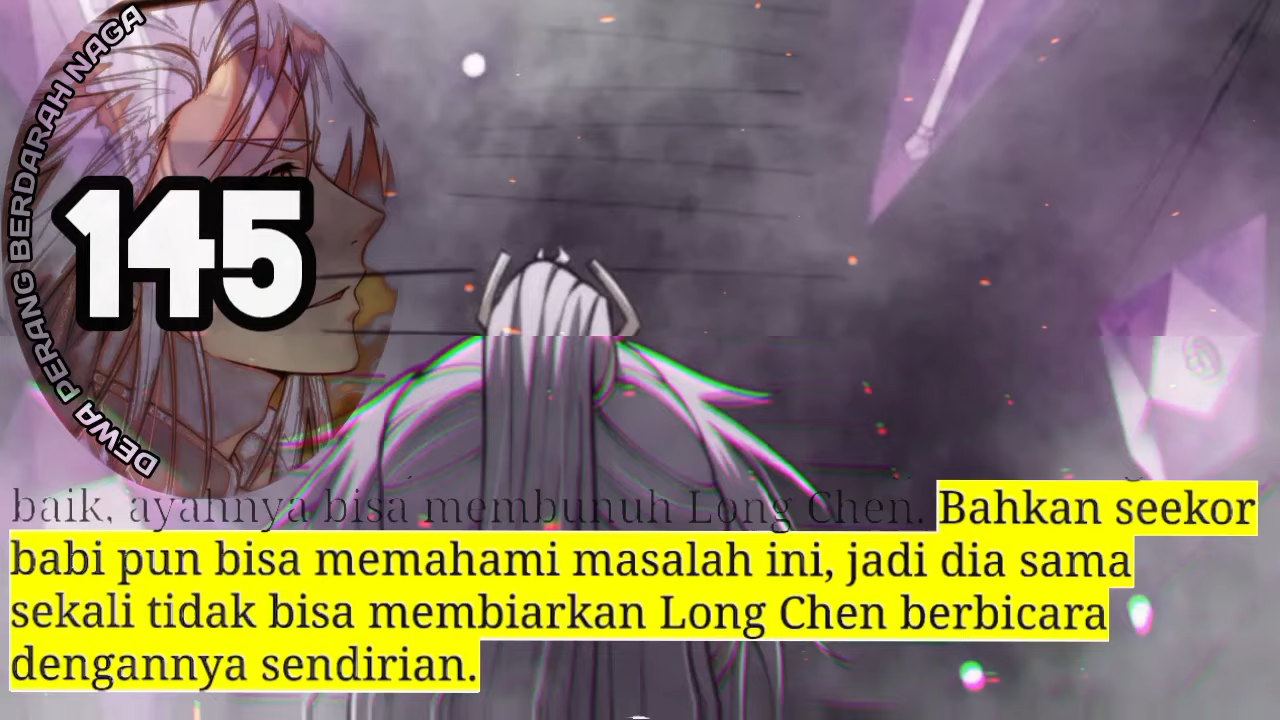 DEWA PERANG BERDARAH NAGA
145
baik, ayahnya bisa membunuh Long Chen. Bahkan seekor
babi pun bisa memahami masalah ini, jadi dia sama
sekali tidak bisa membiarkan Long Chen berbicara
dengannya sendirian.